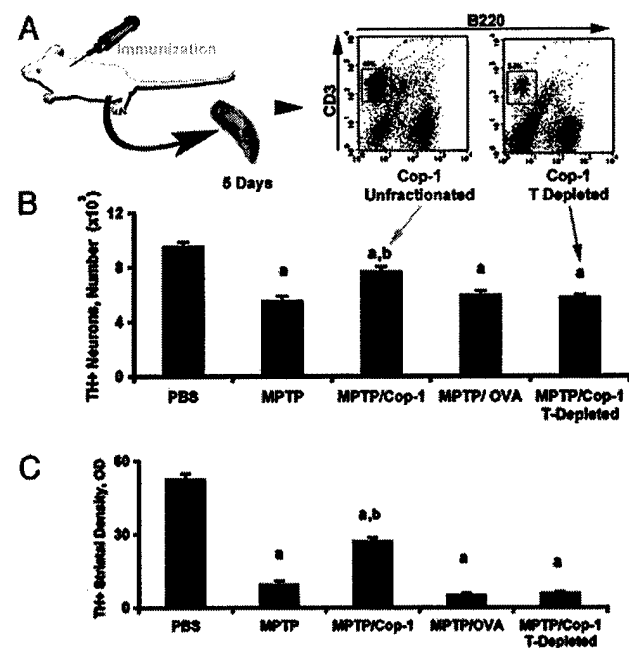 A
Immunization
5 Days
B220
CD3
Cop-1
Unfractionated
Cop-1
T Depleted
B
TH+ Neurons, Number (x10³)
12
8
4
0
a
a,b
a
a
PBS
MPTP
MPTP/Cop-1
MPTP/ OVA
MPTP/Cop-1
T-Depleted
C
TH+ Striatal Density, OD
60
30
0
a
a,b
a
a
PBS
MPTP
MPTP/Cop-1
MPTP/OVA
MPTP/Cop-1
T-Depleted